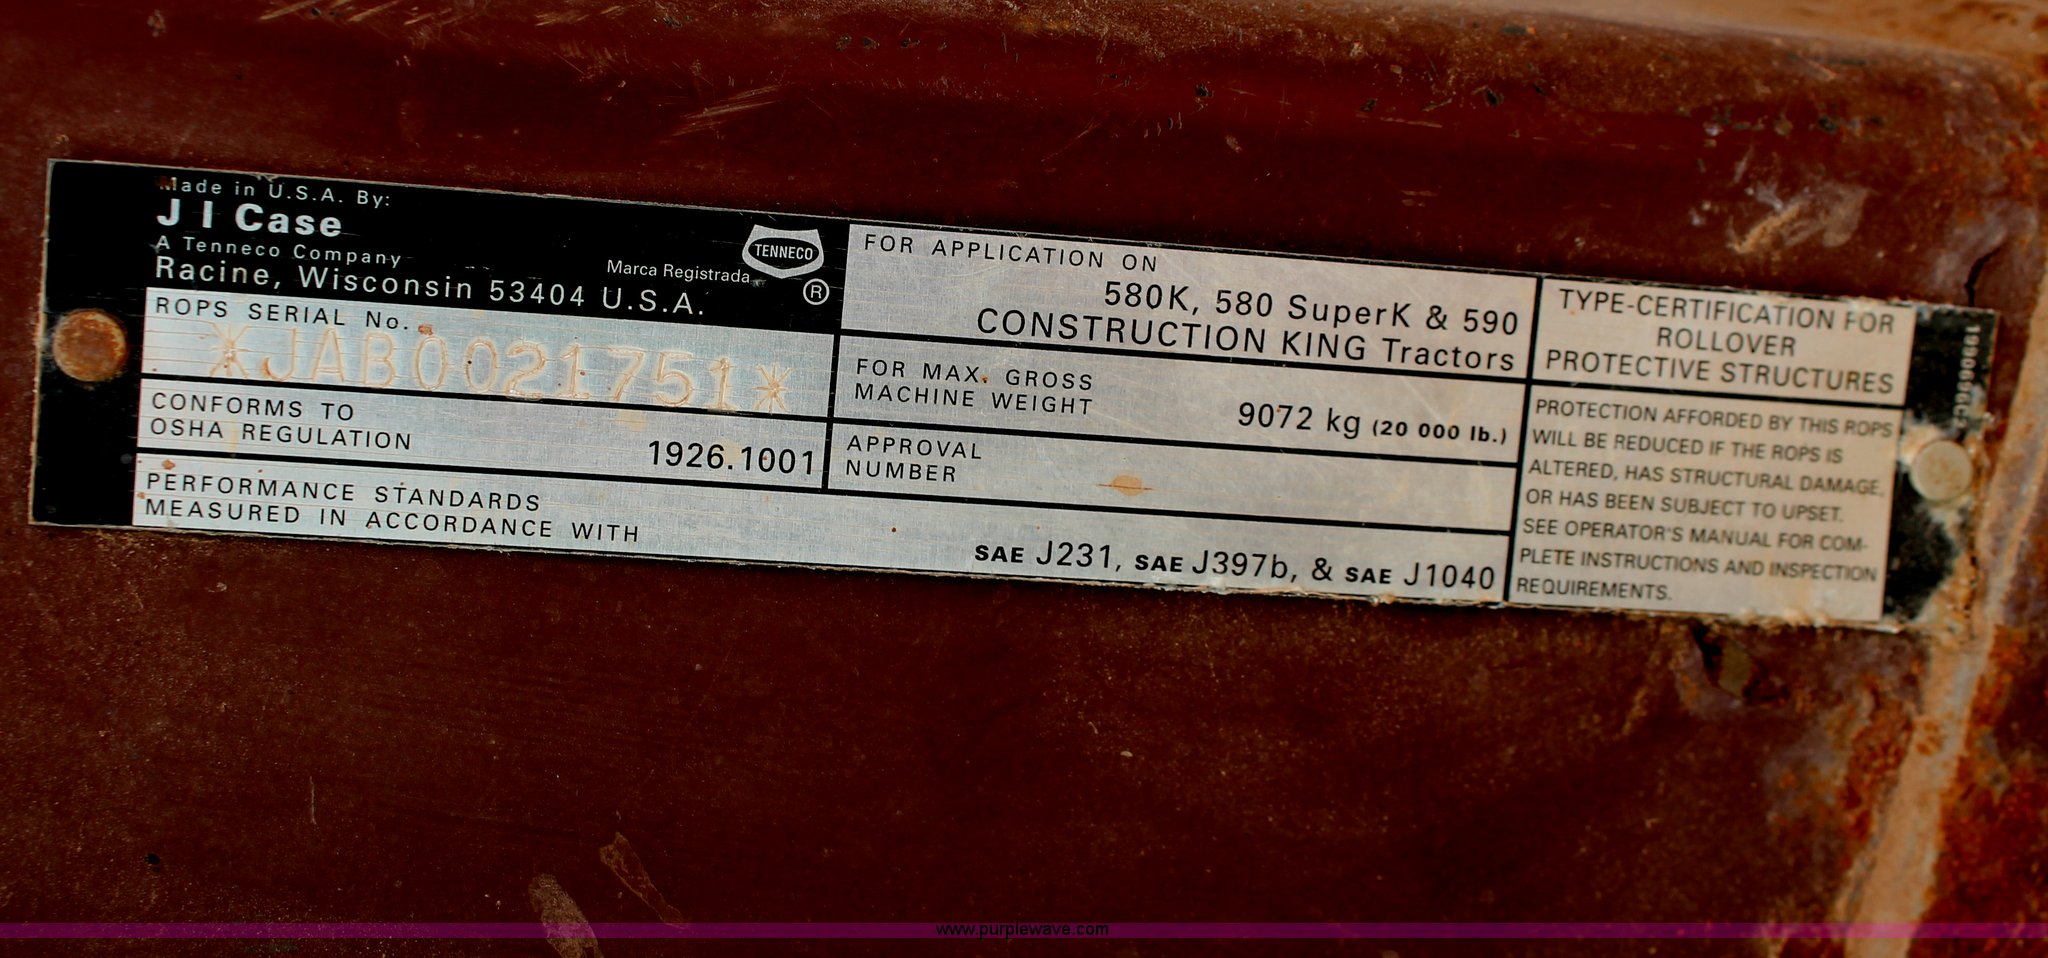 Made in U.S.A. By:
J I Case
A Tenneco Company
Racine, Wisconsin 53404 U.S.A.
Marca Registrada
TENNECO
®
ROPS SERIAL No.
*JAB0021751*
CONFORMS TO
OSHA REGULATION
1926.1001
PERFORMANCE STANDARDS
MEASURED IN ACCORDANCE WITH
SAE J231, SAE J397b, & SAE J1040
FOR APPLICATION ON
580K, 580 SuperK & 590
CONSTRUCTION KING Tractors
FOR MAX. GROSS
MACHINE WEIGHT
9072 kg (20 000 lb.)
APPROVAL
NUMBER
TYPE-CERTIFICATION FOR
ROLLOVER
PROTECTIVE STRUCTURES
PROTECTION AFFORDED BY THIS ROPS
WILL BE REDUCED IF THE ROPS IS
ALTERED, HAS STRUCTURAL DAMAGE,
OR HAS BEEN SUBJECT TO UPSET.
SEE OPERATOR'S MANUAL FOR COM-
PLETE INSTRUCTIONS AND INSPECTION
REQUIREMENTS.
www.purplewave.com